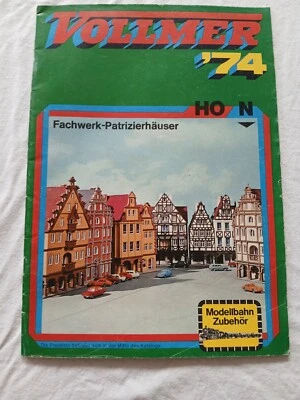 VOLLMER
'74
HO N
Fachwerk-Patrizierhäuser
Modellbahn
Zubehör